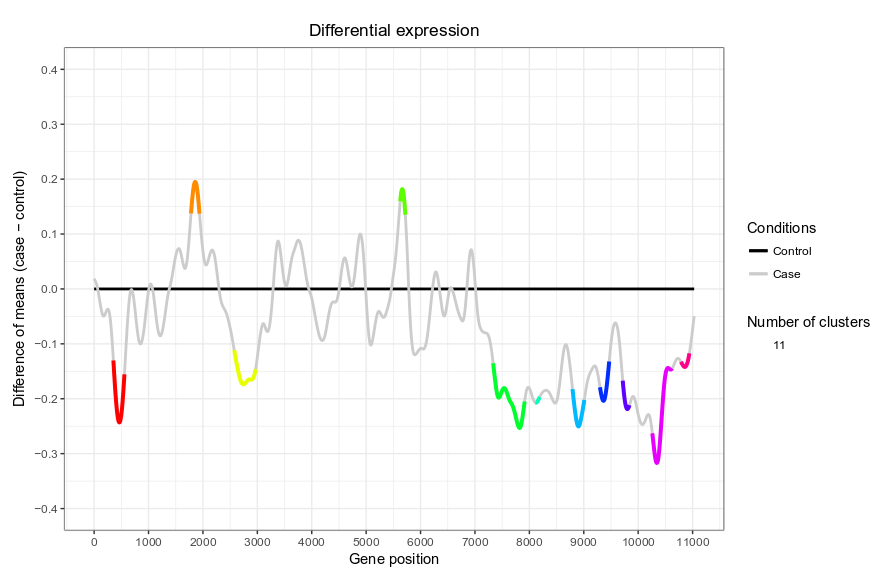 Differential expression
Difference of means (case − control)
0.4
0.3
0.2
0.1
0.0
−0.1
−0.2
−0.3
−0.4
0 1000 2000 3000 4000 5000 6000 7000 8000 9000 10000 11000
Gene position
Conditions
Control
Case
Number of clusters
11